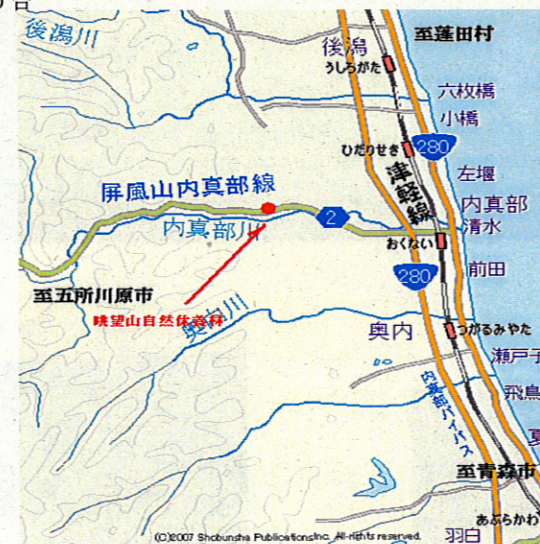 後潟川
後潟
うしろがた
至蓬田村
六枚橋
小橋
ひだりせき
280
津軽線
左堰
屏風山内真部線
内真部
2
内真部川
清水
おくない
280
前田
至五所川原市
眺望山自然休養林
奥内川
奥内
つがるみやた
瀬戸子
飛鳥
内真部バイパス
夏
至青森市
あぶらかわ
羽白
(C)2007 Shobunsha Publications,Inc. All rights reserved.